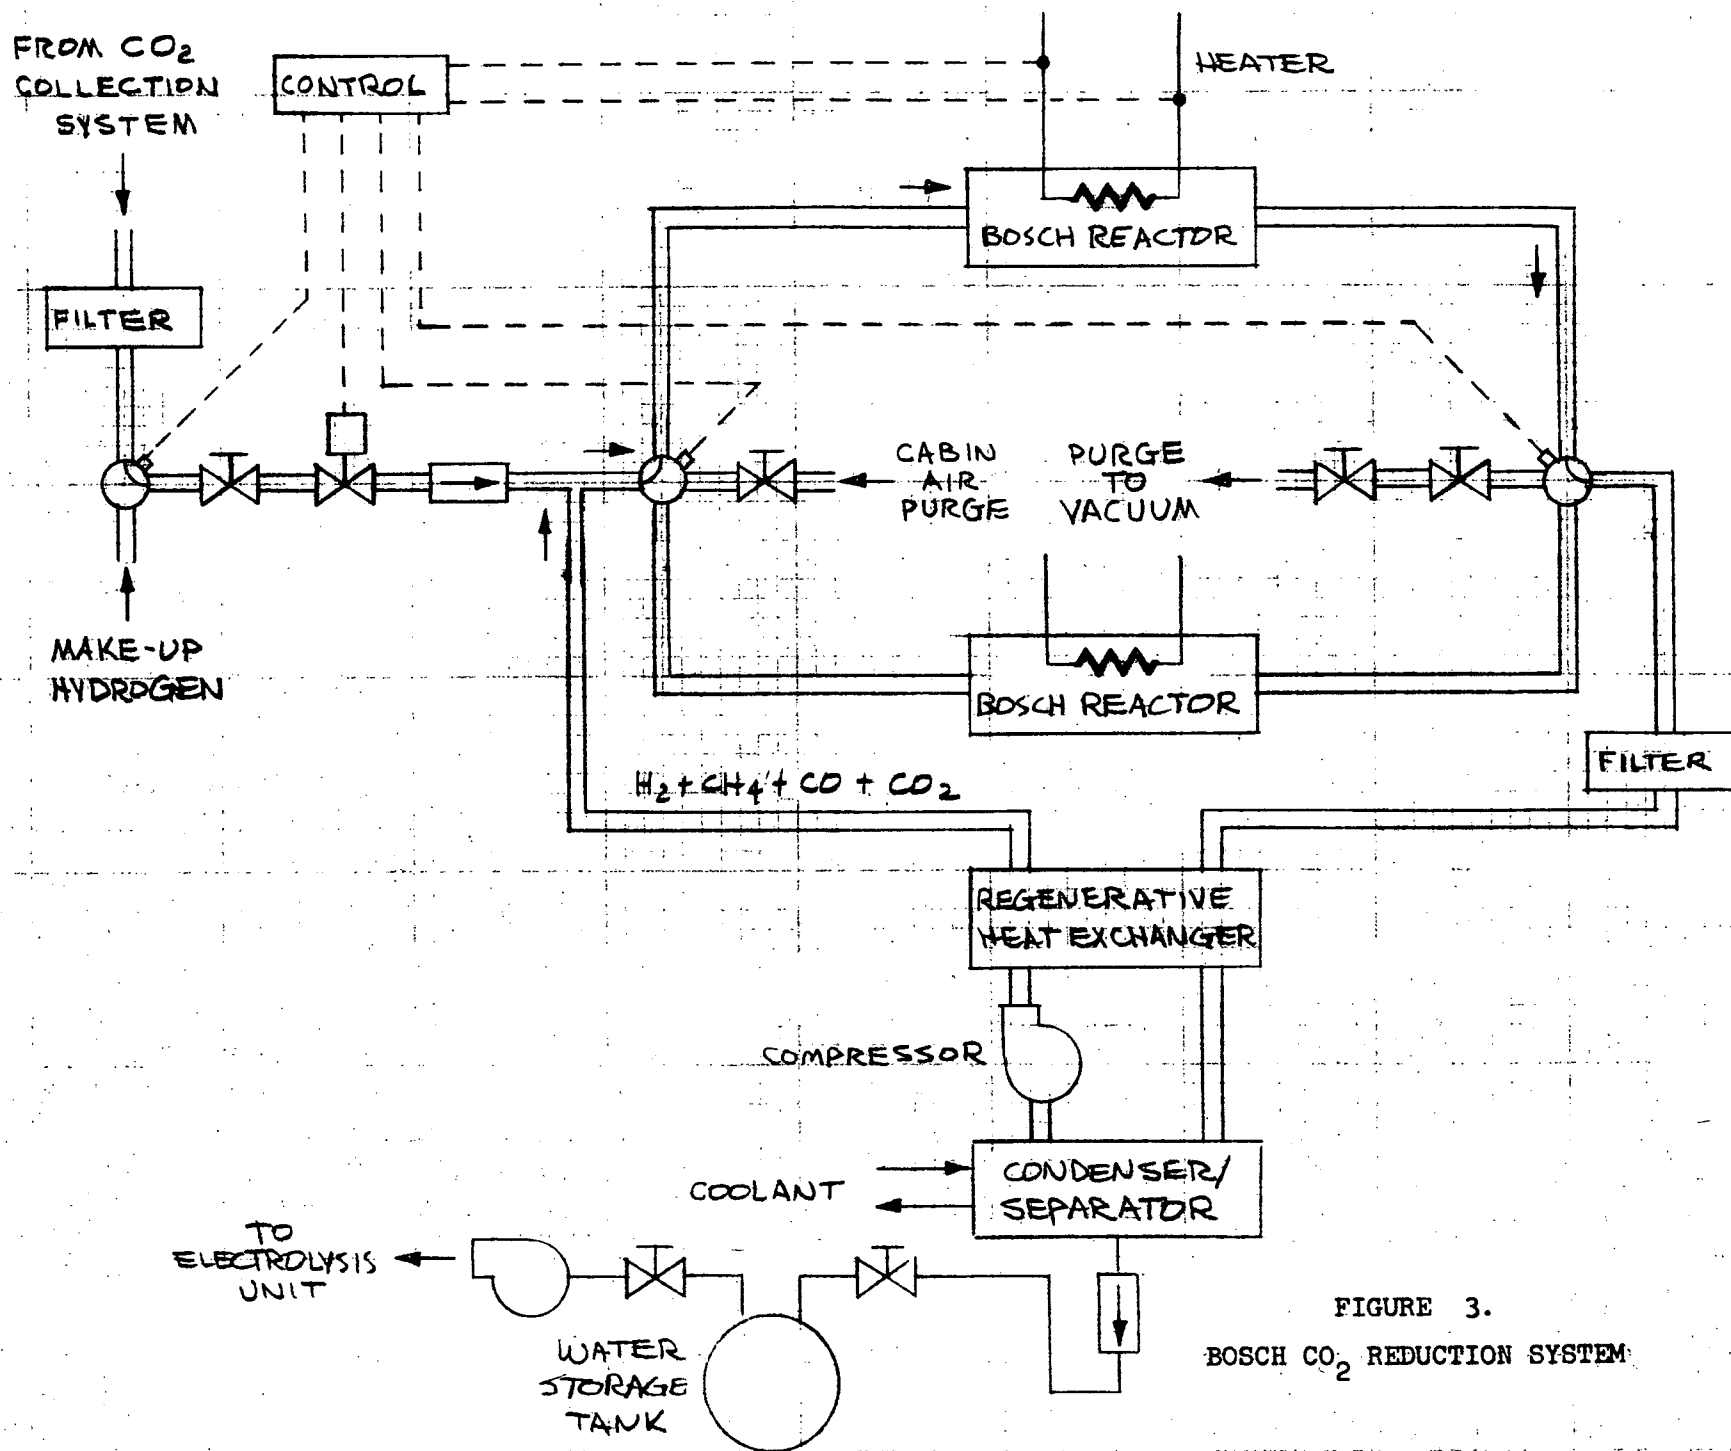 FROM CO2
COLLECTION
SYSTEM
CONTROL
HEATER
BOSCH REACTOR
FILTER
CABIN
AIR
PURGE
PURGE
TO
VACUUM
MAKE-UP
HYDROGEN
BOSCH REACTOR
FILTER
H2 + CH4 + CO + CO2
REGENERATIVE
HEAT EXCHANGER
COMPRESSOR
CONDENSER/
SEPARATOR
COOLANT
TO
ELECTROLYSIS
UNIT
WATER
STORAGE
TANK
FIGURE 3.
BOSCH CO2 REDUCTION SYSTEM